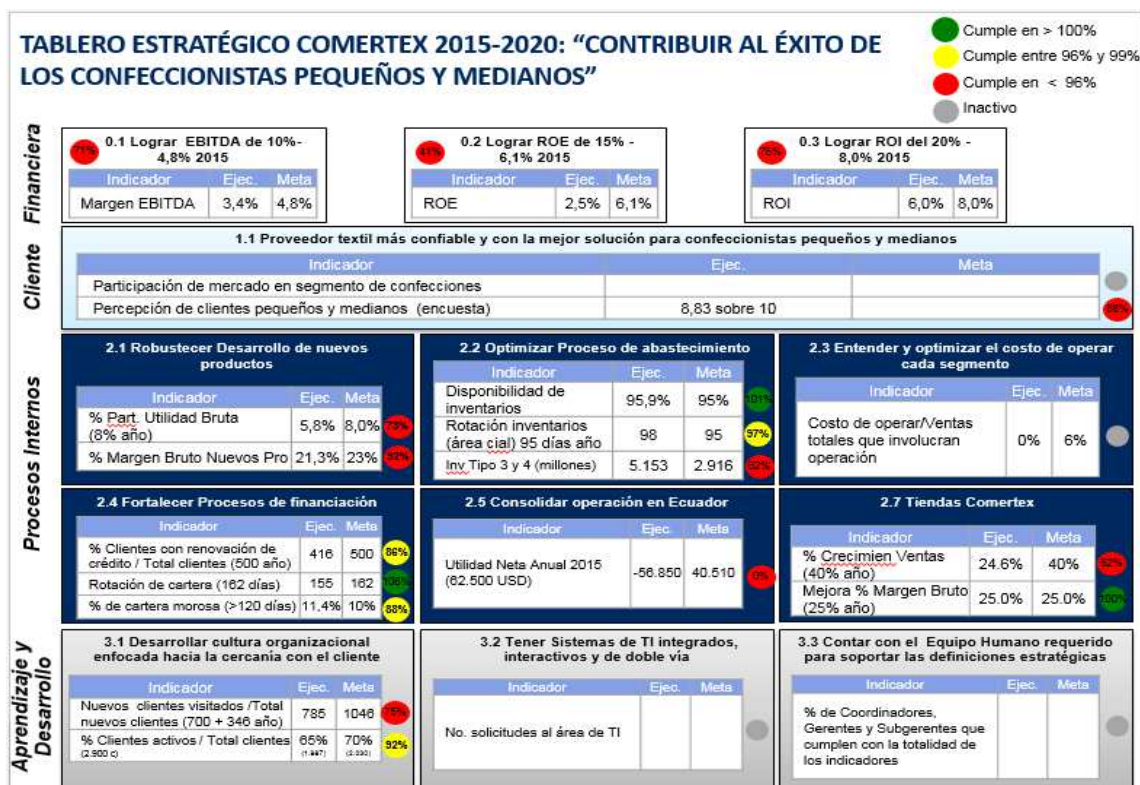 TABLERO ESTRATÉGICO COMERTEX 2015-2020: “CONTRIBUIR AL ÉXITO DE
LOS CONFECCIONISTAS PEQUEÑOS Y MEDIANOS”
Cumple en > 100%
Cumple entre 96% y 99%
Cumple en < 96%
Inactivo
Financiera
71%
0.1 Lograr EBITDA de 10%-
4,8% 2015
Indicador Ejec. Meta
Margen EBITDA 3,4% 4,8%
41%
0.2 Lograr ROE de 15% -
6,1% 2015
Indicador Ejec. Meta
ROE 2,5% 6,1%
75%
0.3 Lograr ROI del 20% -
8,0% 2015
Indicador Ejec. Meta
ROI 6,0% 8,0%
Cliente
1.1 Proveedor textil más confiable y con la mejor solución para confeccionistas pequeños y medianos
Indicador Ejec. Meta
Participación de mercado en segmento de confecciones
Percepción de clientes pequeños y medianos (encuesta) 8,83 sobre 10
Procesos Internos
2.1 Robustecer Desarrollo de nuevos
productos
Indicador Ejec. Meta
% Part. Utilidad Bruta
(8% año) 5,8% 8,0% 73%
% Margen Bruto Nuevos Pro 21,3% 23%
2.2 Optimizar Proceso de abastecimiento
Indicador Ejec. Meta
Disponibilidad de
inventarios 95,9% 95% 101%
Rotación inventarios
(área cial) 95 días año 98 95 97%
Inv Tipo 3 y 4 (millones) 5.153 2.916
2.3 Entender y optimizar el costo de operar
cada segmento
Indicador Ejec. Meta
Costo de operar/Ventas
totales que involucran
operación 0% 6%
2.4 Fortalecer Procesos de financiación
Indicador Ejec. Meta
% Clientes con renovación de
crédito / Total clientes (500 año) 416 500 86%
Rotación de cartera (162 días) 155 162
% de cartera morosa (>120 días) 11,4% 10% 88%
2.5 Consolidar operación en Ecuador
Indicador Ejec. Meta
Utilidad Neta Anual 2015
(62.500 USD) -56.850 40.510 0%
2.7 Tiendas Comertex
Indicador Ejec. Meta
% Crecimien Ventas
(40% año) 24.6% 40% 62%
Mejora % Margen Bruto
(25% año) 25.0% 25.0% 100%
Aprendizaje y
Desarrollo
3.1 Desarrollar cultura organizacional
enfocada hacia la cercanía con el cliente
Indicador Ejec. Meta
Nuevos clientes visitados /Total
nuevos clientes (700 + 346 año) 785 1046 75%
% Clientes activos / Total clientes 65% 70% 92%
(2.900 c)
3.2 Tener Sistemas de TI integrados,
interactivos y de doble vía
Indicador Ejec. Meta
No. solicitudes al área de TI
3.3 Contar con el Equipo Humano requerido
para soportar las definiciones estratégicas
Indicador Ejec. Meta
% de Coordinadores,
Gerentes y Subgerentes que
cumplen con la totalidad de
los indicadores